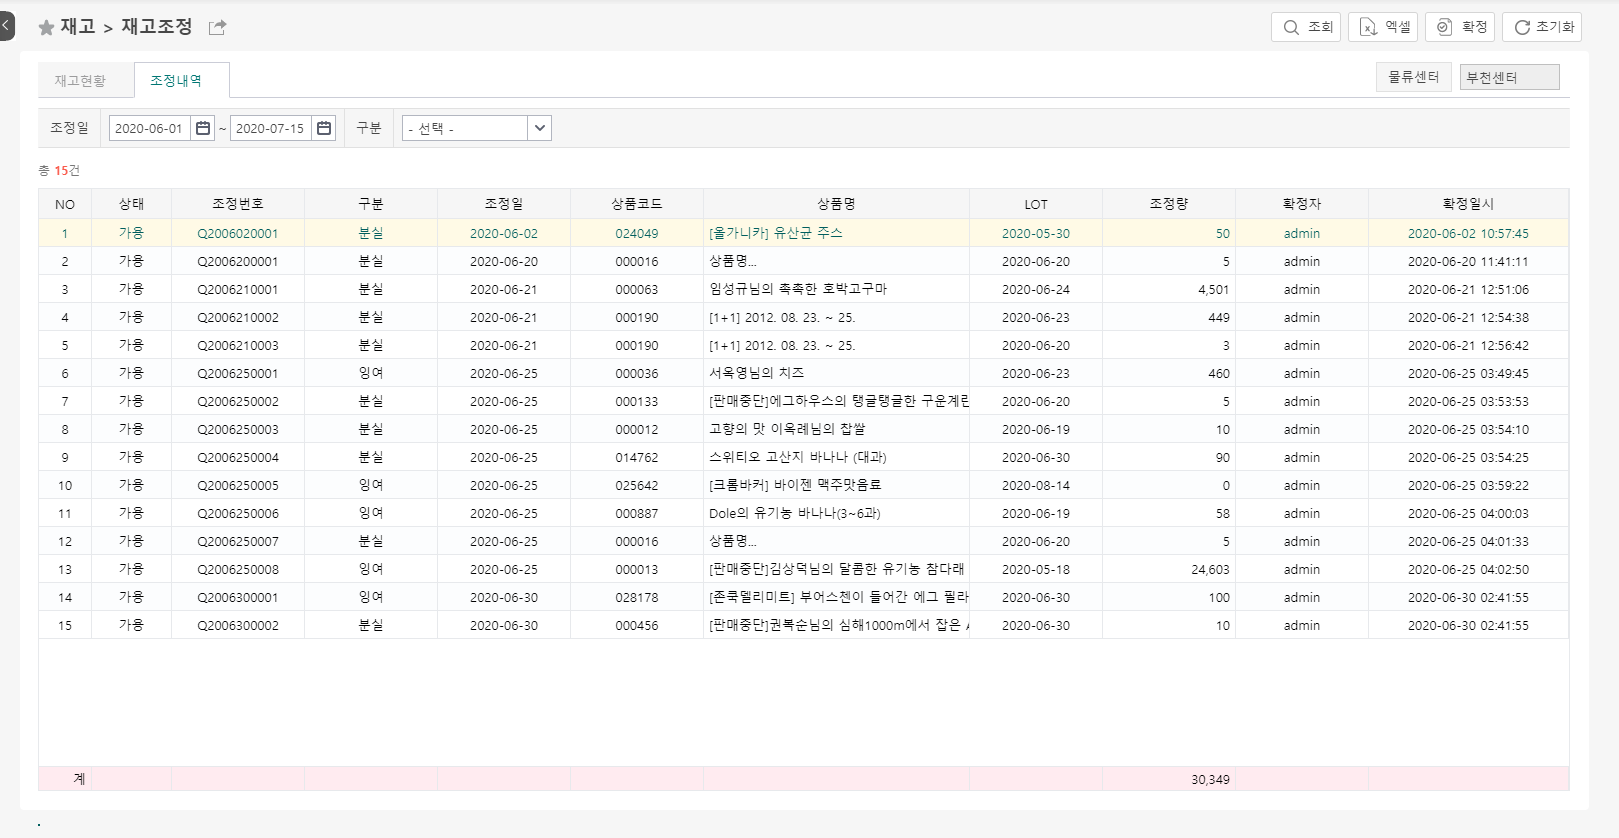 재고 > 재고조정
조회 엑셀 확정 초기화
재고현황 조정내역 물류센터 부천센터
조정일 2020-06-01 ~ 2020-07-15 구분 - 선택 -
총 15건
NO 상태 조정번호 구분 조정일 상품코드 상품명 LOT 조정량 확정자 확정일시
1 가용 Q2006020001 분실 2020-06-02 024049 [올가니카] 유산균 주스 2020-05-30 50 admin 2020-06-02 10:57:45
2 가용 Q2006200001 분실 2020-06-20 000016 상품명... 2020-06-20 5 admin 2020-06-20 11:41:11
3 가용 Q2006210001 분실 2020-06-21 000063 임성규님의 촉촉한 호박고구마 2020-06-24 4,501 admin 2020-06-21 12:51:06
4 가용 Q2006210002 분실 2020-06-21 000190 [1+1] 2012. 08. 23. ~ 25. 2020-06-23 449 admin 2020-06-21 12:54:38
5 가용 Q2006210003 분실 2020-06-21 000190 [1+1] 2012. 08. 23. ~ 25. 2020-06-20 3 admin 2020-06-21 12:56:42
6 가용 Q2006250001 잉여 2020-06-25 000036 서옥영님의 치즈 2020-06-23 460 admin 2020-06-25 03:49:45
7 가용 Q2006250002 분실 2020-06-25 000133 [판매중단]에그하우스의 탱글탱글한 구운계란 2020-06-20 5 admin 2020-06-25 03:53:53
8 가용 Q2006250003 분실 2020-06-25 000012 고향의 맛 이옥례님의 찹쌀 2020-06-19 10 admin 2020-06-25 03:54:10
9 가용 Q2006250004 분실 2020-06-25 014762 스위티오 고산지 바나나 (대과) 2020-06-30 90 admin 2020-06-25 03:54:25
10 가용 Q2006250005 잉여 2020-06-25 025642 [크롬바커] 바이젠 맥주맛음료 2020-08-14 0 admin 2020-06-25 03:59:22
11 가용 Q2006250006 잉여 2020-06-25 000887 Dole의 유기농 바나나(3~6과) 2020-06-19 58 admin 2020-06-25 04:00:03
12 가용 Q2006250007 분실 2020-06-25 000016 상품명... 2020-06-20 5 admin 2020-06-25 04:01:33
13 가용 Q2006250008 잉여 2020-06-25 000013 [판매중단]김상덕님의 달콤한 유기농 참다래 2020-05-18 24,603 admin 2020-06-25 04:02:50
14 가용 Q2006300001 잉여 2020-06-30 028178 [존쿡델리미트] 부어스첸이 들어간 에그 필라 2020-06-30 100 admin 2020-06-30 02:41:55
15 가용 Q2006300002 분실 2020-06-30 000456 [판매중단]권복순님의 심해1000m에서 잡은 2020-06-30 10 admin 2020-06-30 02:41:55
계 30,349